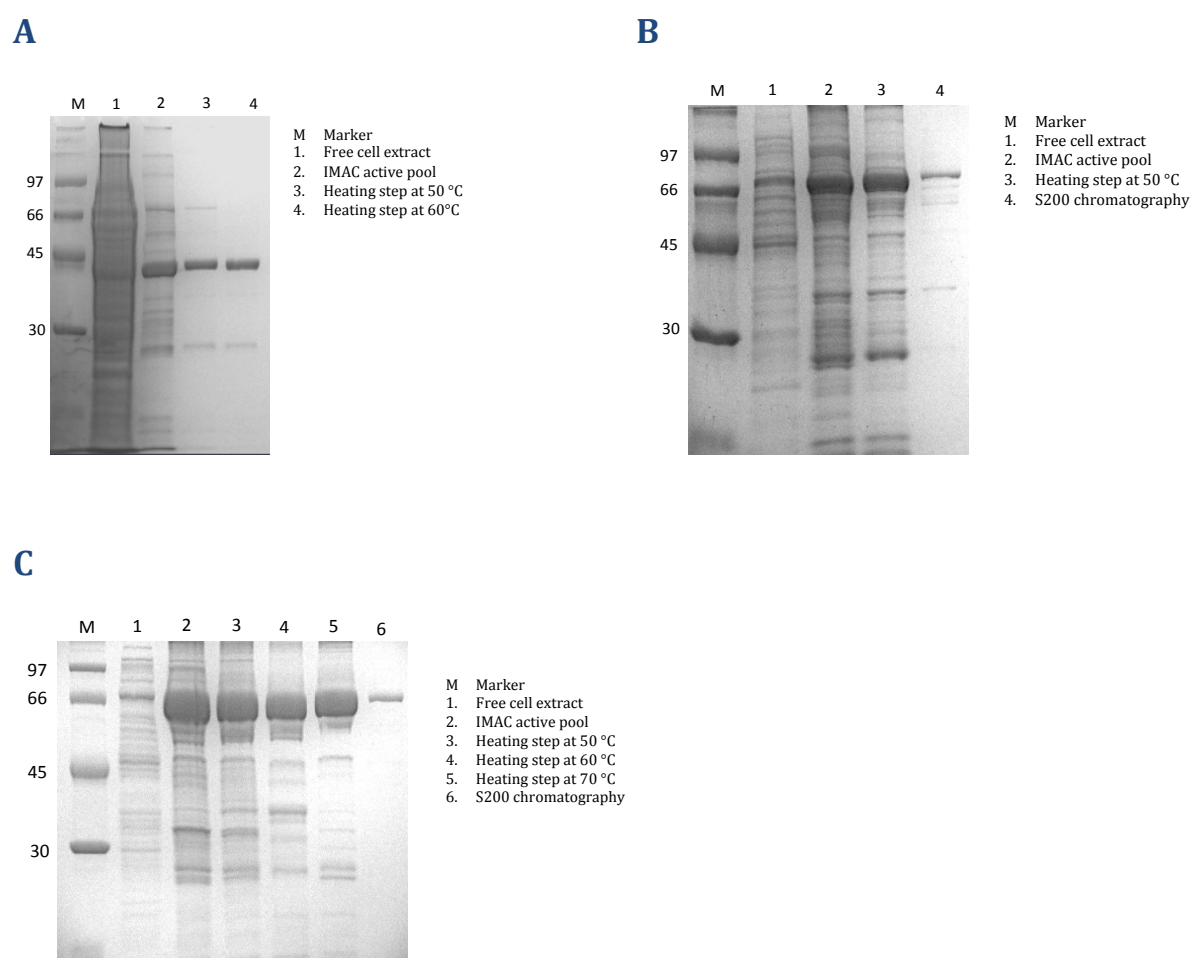 A
M 1 2 3 4
97
66
45
30
M Marker
1. Free cell extract
2. IMAC active pool
3. Heating step at 50 °C
4. Heating step at 60°C
B
M 1 2 3 4
97
66
45
30
M Marker
1. Free cell extract
2. IMAC active pool
3. Heating step at 50 °C
4. S200 chromatography
C
M 1 2 3 4 5 6
97
66
45
30
M Marker
1. Free cell extract
2. IMAC active pool
3. Heating step at 50 °C
4. Heating step at 60 °C
5. Heating step at 70 °C
6. S200 chromatography